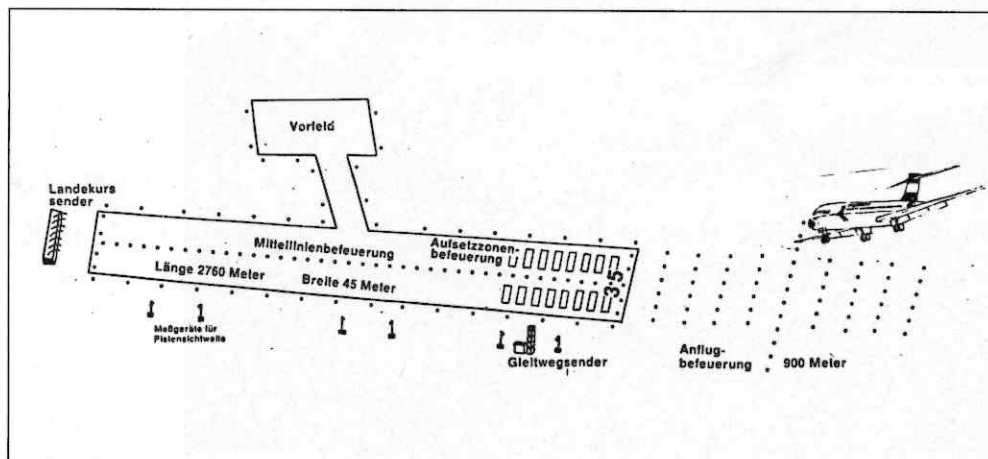 Vorfeld
Landekurs
sender
Mittellinienbefeuerung
Aufsetzzonen-
befeuerung
35
Länge 2760 Meter
Breite 45 Meter
Meßgeräte für
Pistensichtweite
Gleitwegsender
Anflug-
befeuerung
900 Meter